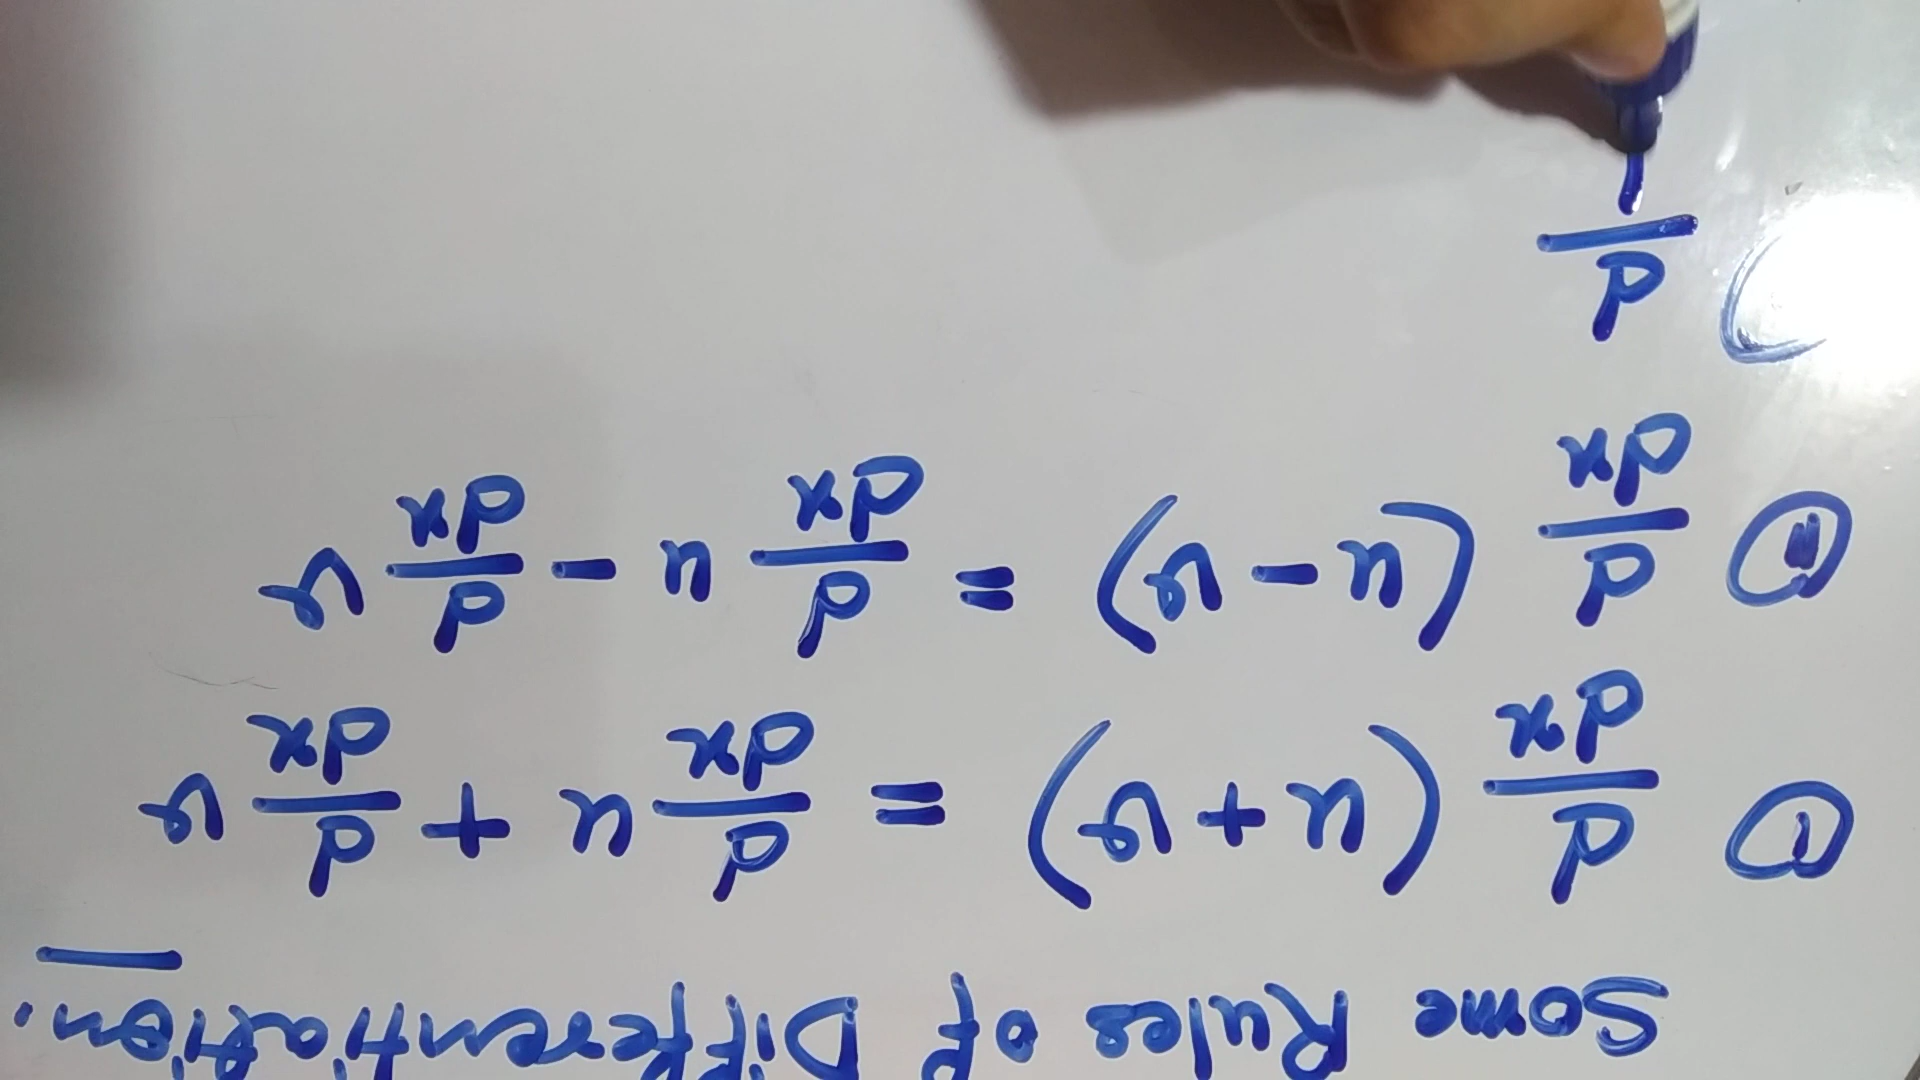 Some Rules of Differentiation.
① d/dx (u + v) = d/dx u + d/dx v
② d/dx (u - v) = d/dx u - d/dx v
d